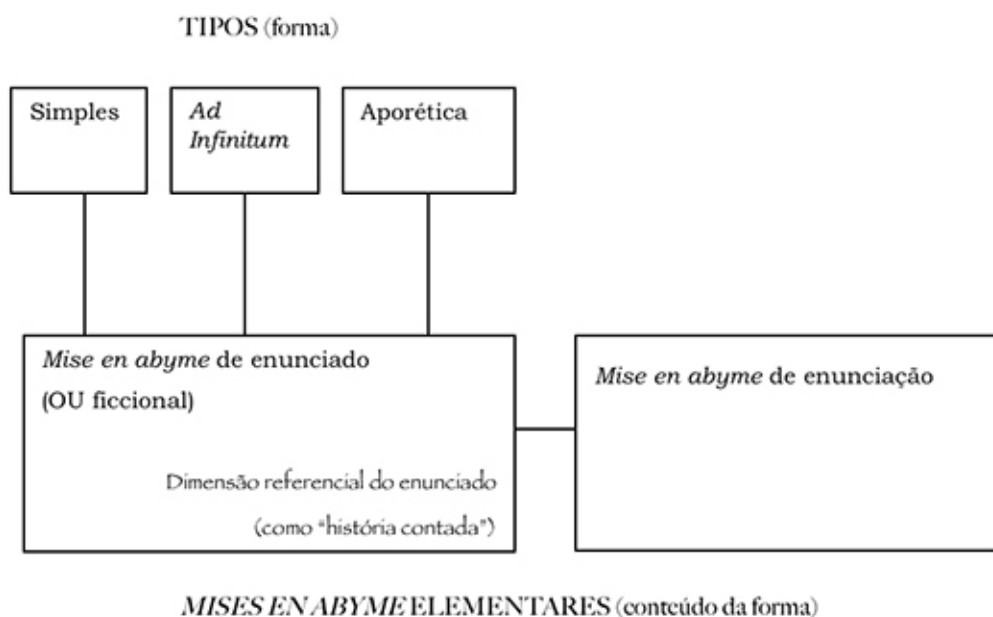 TIPOS (forma)
Simples
Ad
Infinitum
Aporética
Mise en abyme de enunciado
(OU ficcional)
Dimensão referencial do enunciado
(como “história contada”)
Mise en abyme de enunciação
MISES EN ABYME ELEMENTARES (conteúdo da forma)